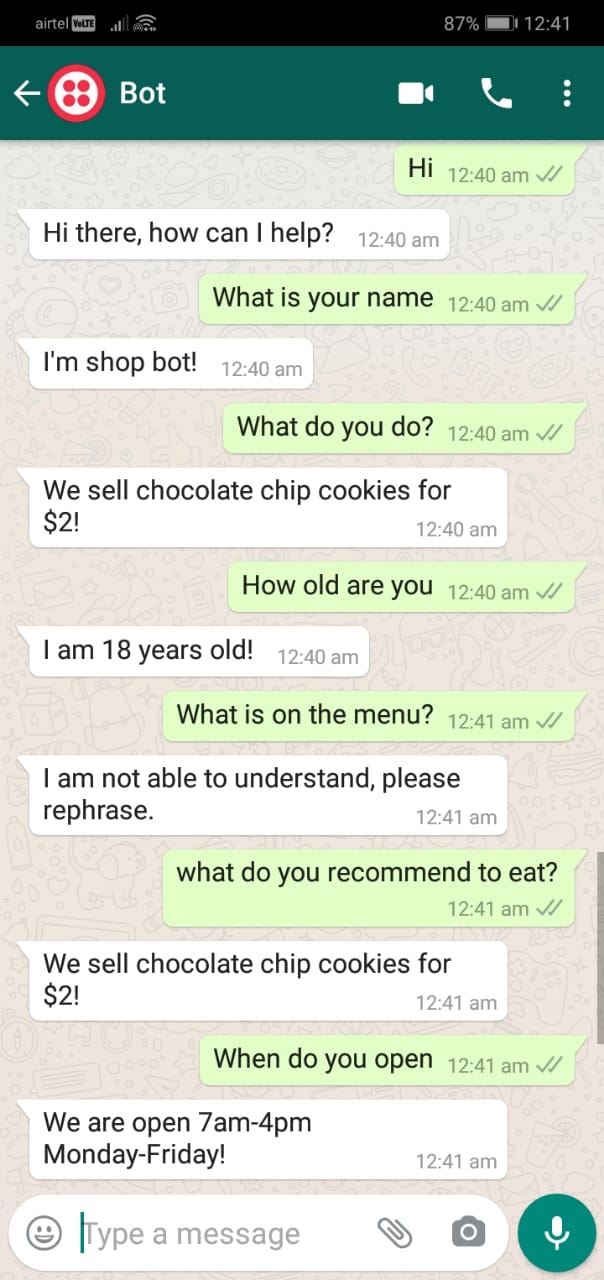 airtel VoLTE 87% 12:41
Bot
Hi 12:40 am
Hi there, how can I help? 12:40 am
What is your name 12:40 am
I'm shop bot! 12:40 am
What do you do? 12:40 am
We sell chocolate chip cookies for
$2! 12:40 am
How old are you 12:40 am
I am 18 years old! 12:40 am
What is on the menu? 12:41 am
I am not able to understand, please
rephrase. 12:41 am
what do you recommend to eat?
12:41 am
We sell chocolate chip cookies for
$2! 12:41 am
When do you open 12:41 am
We are open 7am-4pm
Monday-Friday! 12:41 am
Type a message